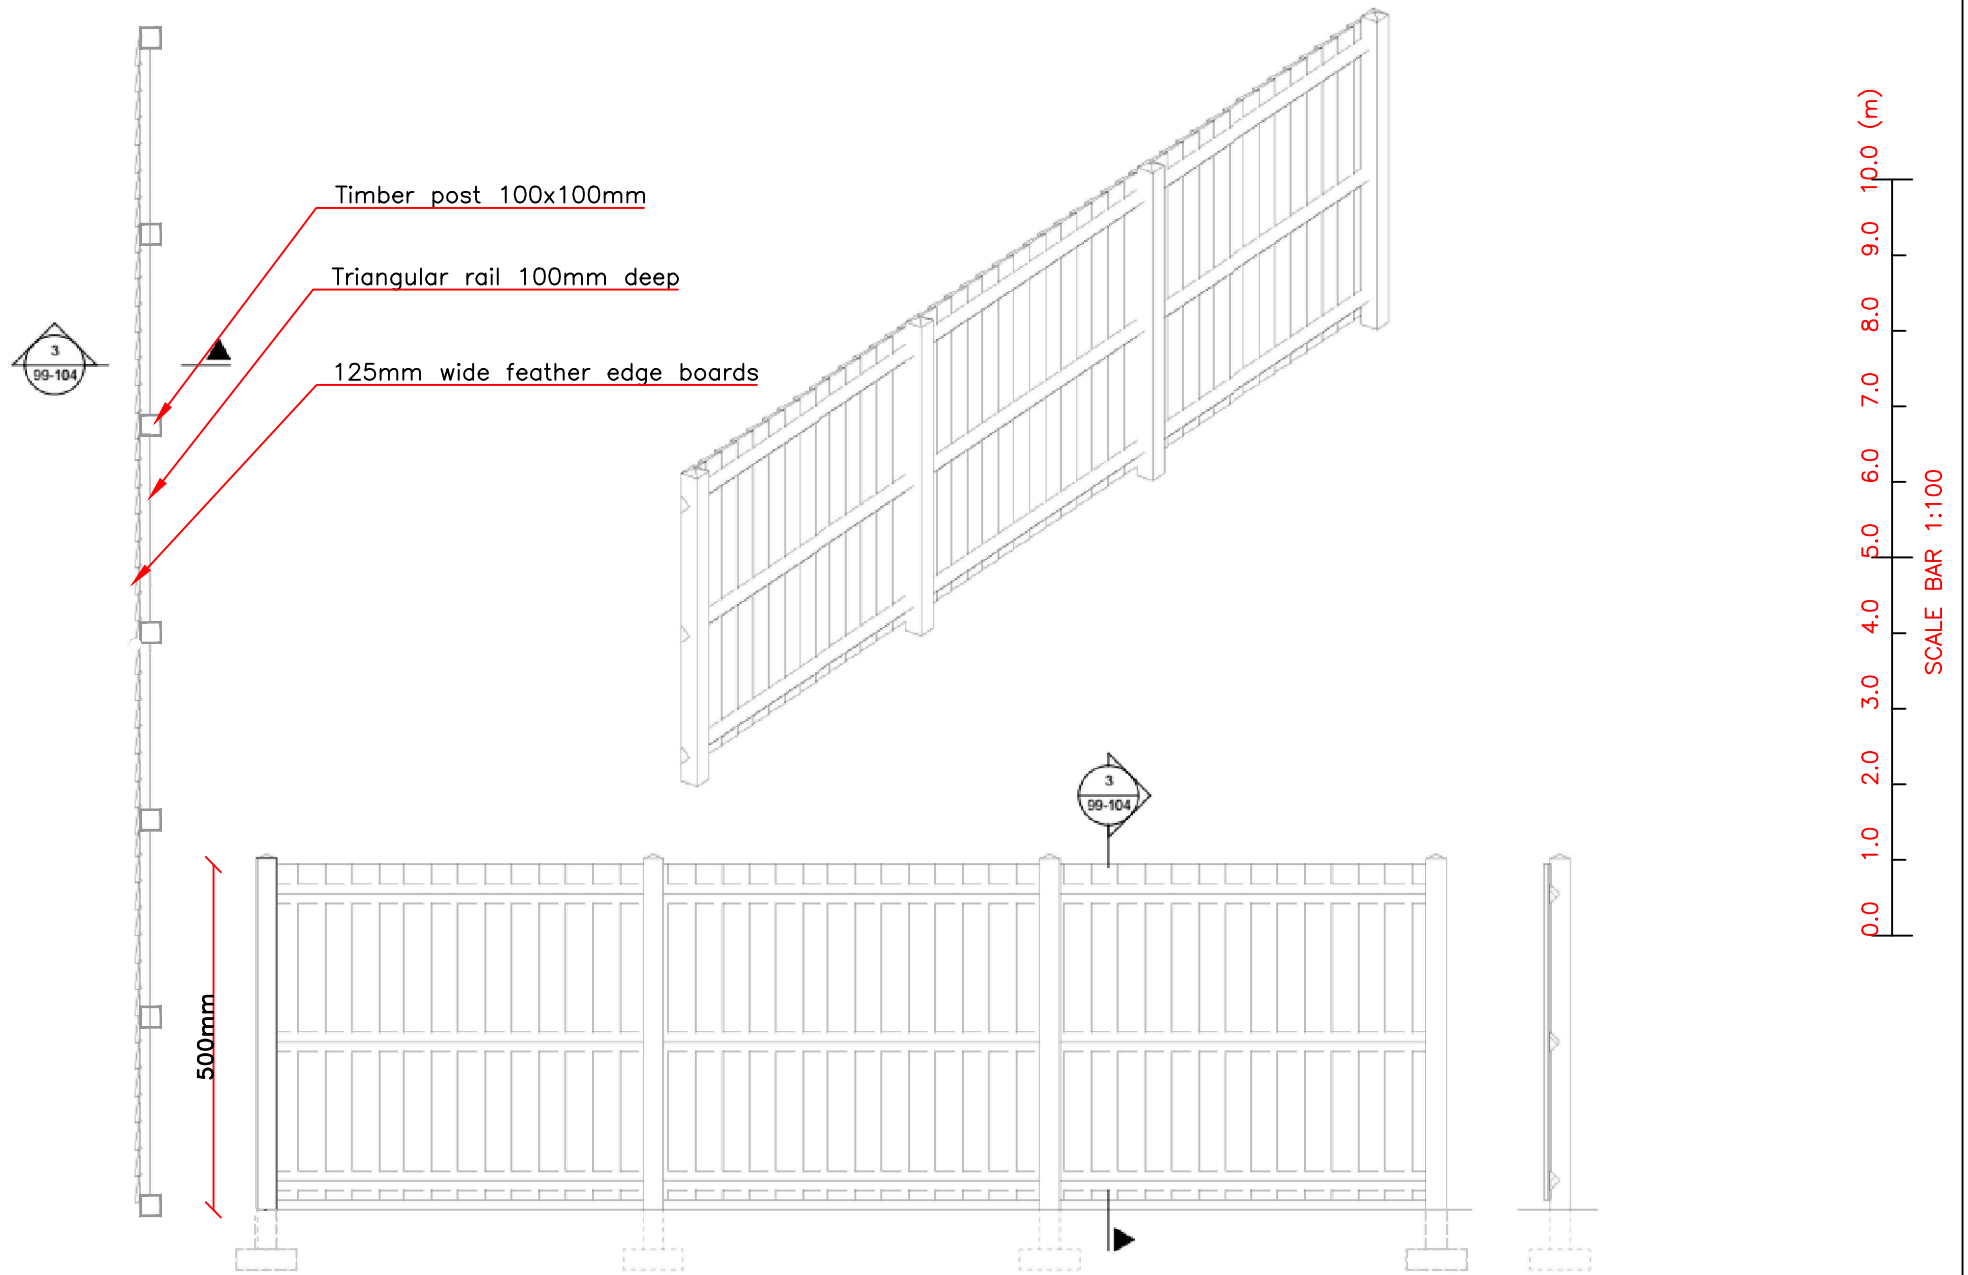 Timber post 100x100mm
Triangular rail 100mm deep
3
99-104
125mm wide feather edge boards
3
99-104
500mm
0.0 1.0 2.0 3.0 4.0 5.0 6.0 7.0 8.0 9.0 10.0 (m)
SCALE BAR 1:100